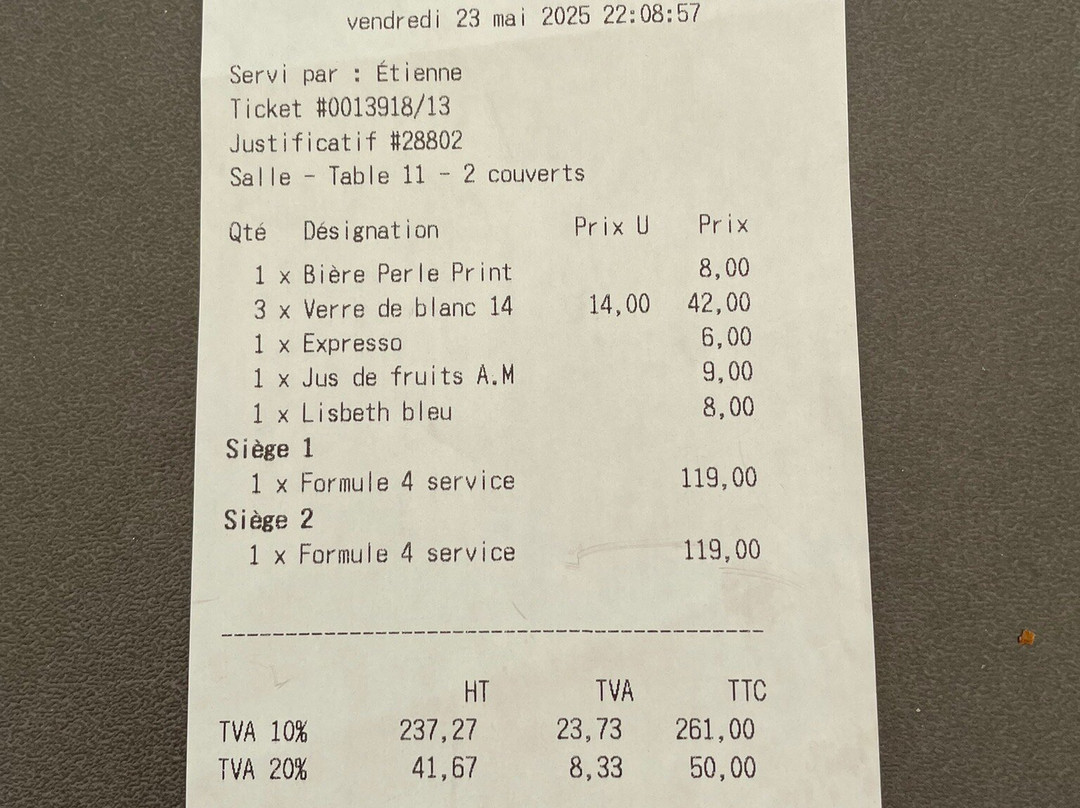 vendredi 23 mai 2025 22:08:57
Servi par : Étienne
Ticket #0013918/13
Justificatif #28802
Salle - Table 11 - 2 couverts
Qté Désignation Prix U Prix
1 x Bière Perle Print 8,00
3 x Verre de blanc 14 14,00 42,00
1 x Expresso 6,00
1 x Jus de fruits A.M 9,00
1 x Lisbeth bleu 8,00
Siège 1
1 x Formule 4 service 119,00
Siège 2
1 x Formule 4 service 119,00
HT TVA TTC
TVA 10% 237,27 23,73 261,00
TVA 20% 41,67 8,33 50,00